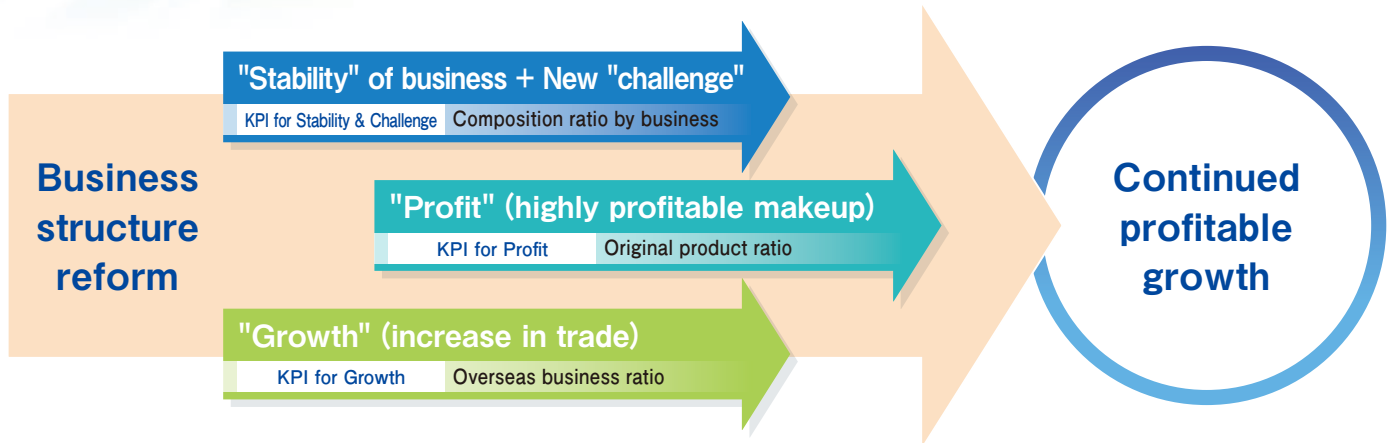 Business
structure
reform
"Stability" of business + New "challenge"
KPI for Stability & Challenge
Composition ratio by business
"Profit" (highly profitable makeup)
KPI for Profit
Original product ratio
"Growth" (increase in trade)
KPI for Growth
Overseas business ratio
Continued
profitable
growth